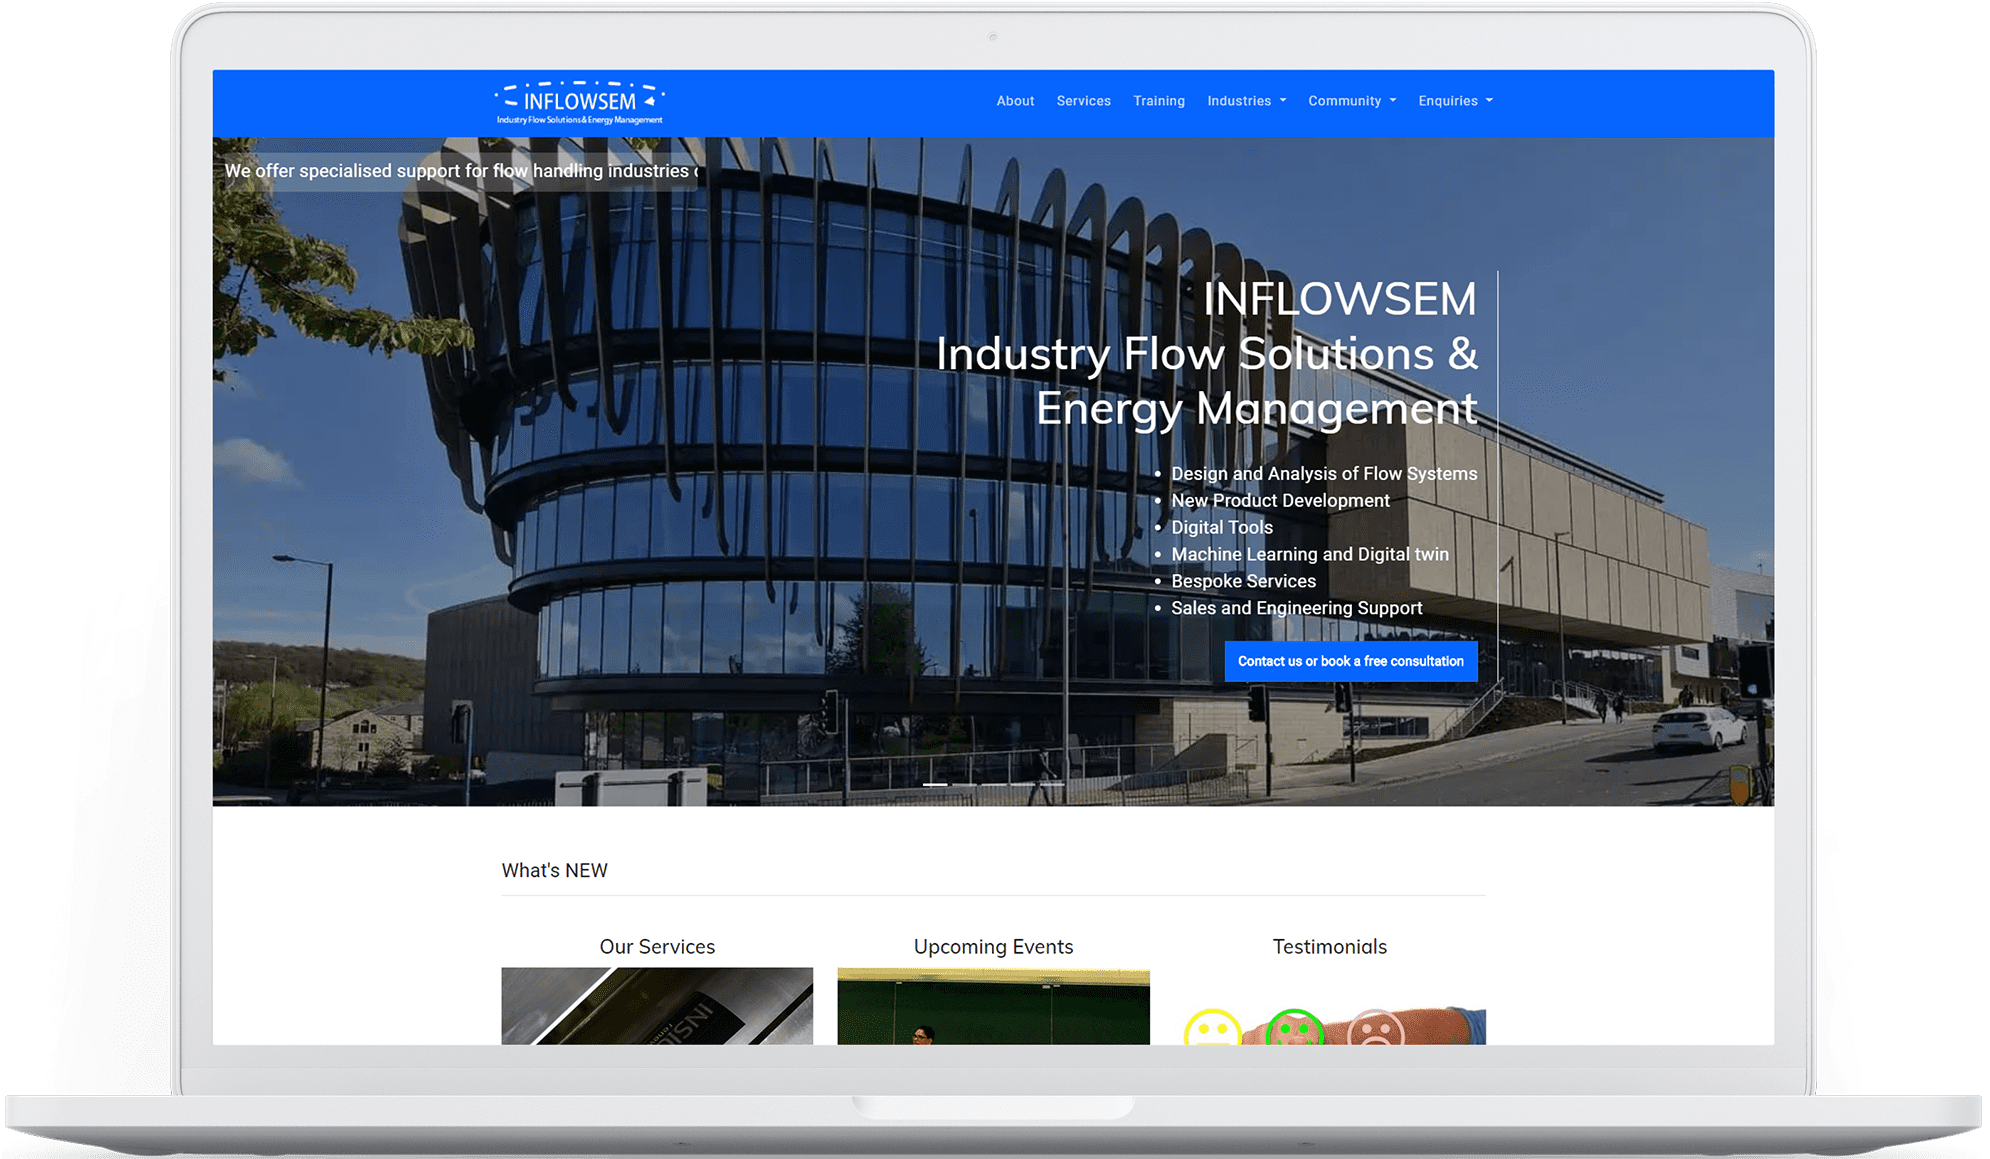 INFLOWSEM
Industry Flow Solutions & Energy Management
About Services Training Industries Community Enquiries
We offer specialised support for flow handling industries
INFLOWSEM
Industry Flow Solutions &
Energy Management
• Design and Analysis of Flow Systems
• New Product Development
• Digital Tools
• Machine Learning and Digital twin
• Bespoke Services
• Sales and Engineering Support
Contact us or book a free consultation
What's NEW
Our Services Upcoming Events Testimonials